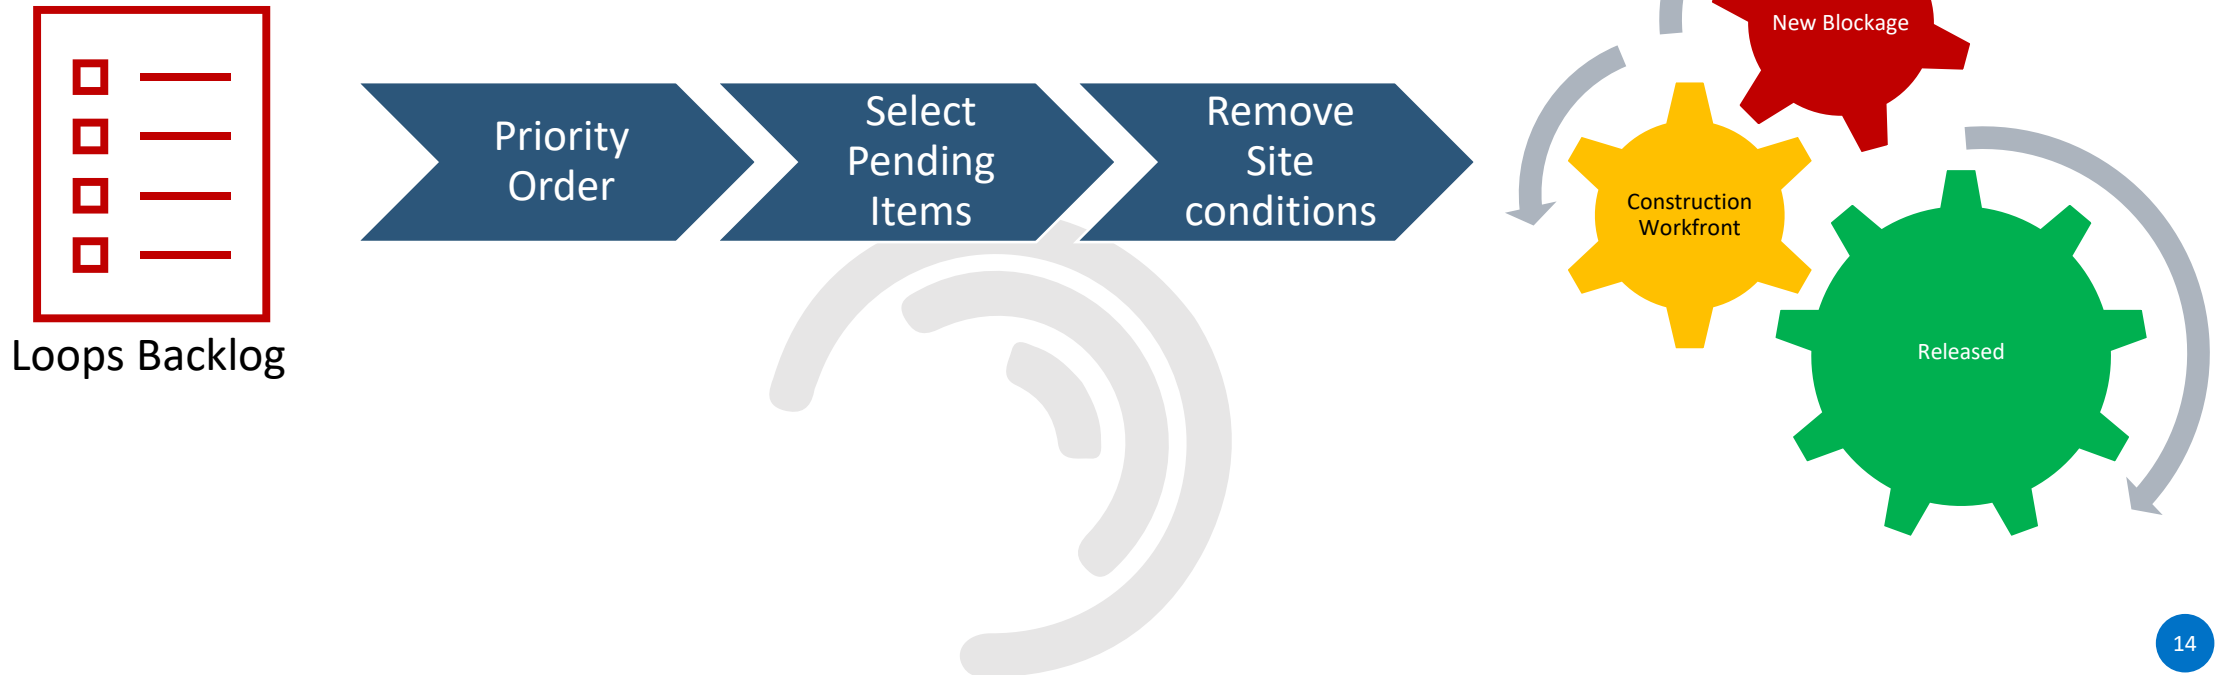 Loops Backlog
Priority
Order
Select
Pending
Items
Remove
Site
conditions
New Blockage
Construction
Workfront
Released
14